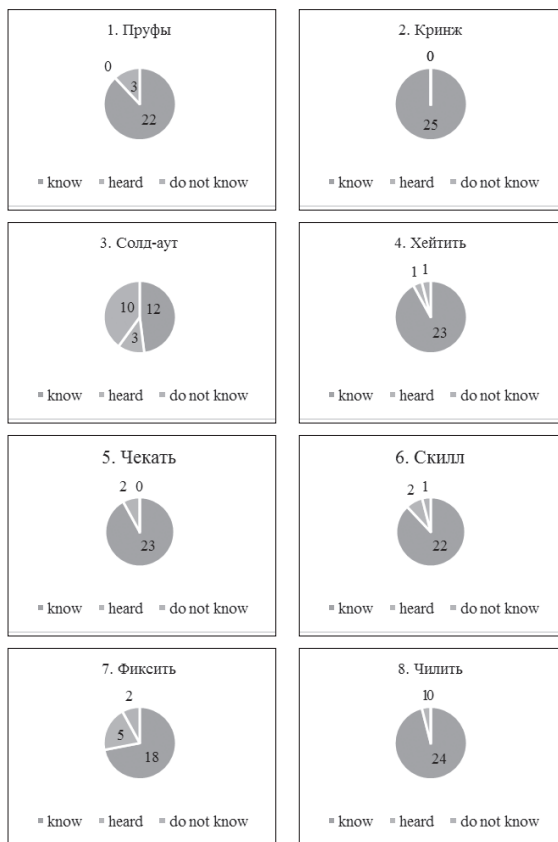 1. Пруфы
0
3
22
know heard do not know
2. Кринж
0
25
know heard do not know
3. Солд-аут
10 12
3
know heard do not know
4. Хейтить
1 1
23
know heard do not know
5. Чекать
2 0
23
know heard do not know
6. Скилл
2 1
22
know heard do not know
7. Фиксить
2
5
18
know heard do not know
8. Чилить
10
24
know heard do not know